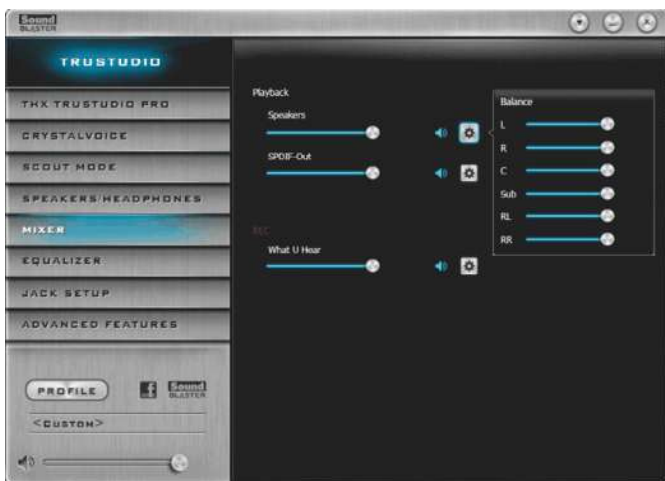 Sound
BLASTER
TRUSTUDIO
THX TRUSTUDIO PRO
CRYSTALVOICE
SCOUT MODE
SPEAKERS/HEADPHONES
MIXER
EQUALIZER
JACK SETUP
ADVANCED FEATURES
PROFILE
f
Sound
BLASTER
<CUSTOM>
Playback
Speakers
SPDIF-Out
REC
What U Hear
Balance
L
R
C
Sub
RL
RR